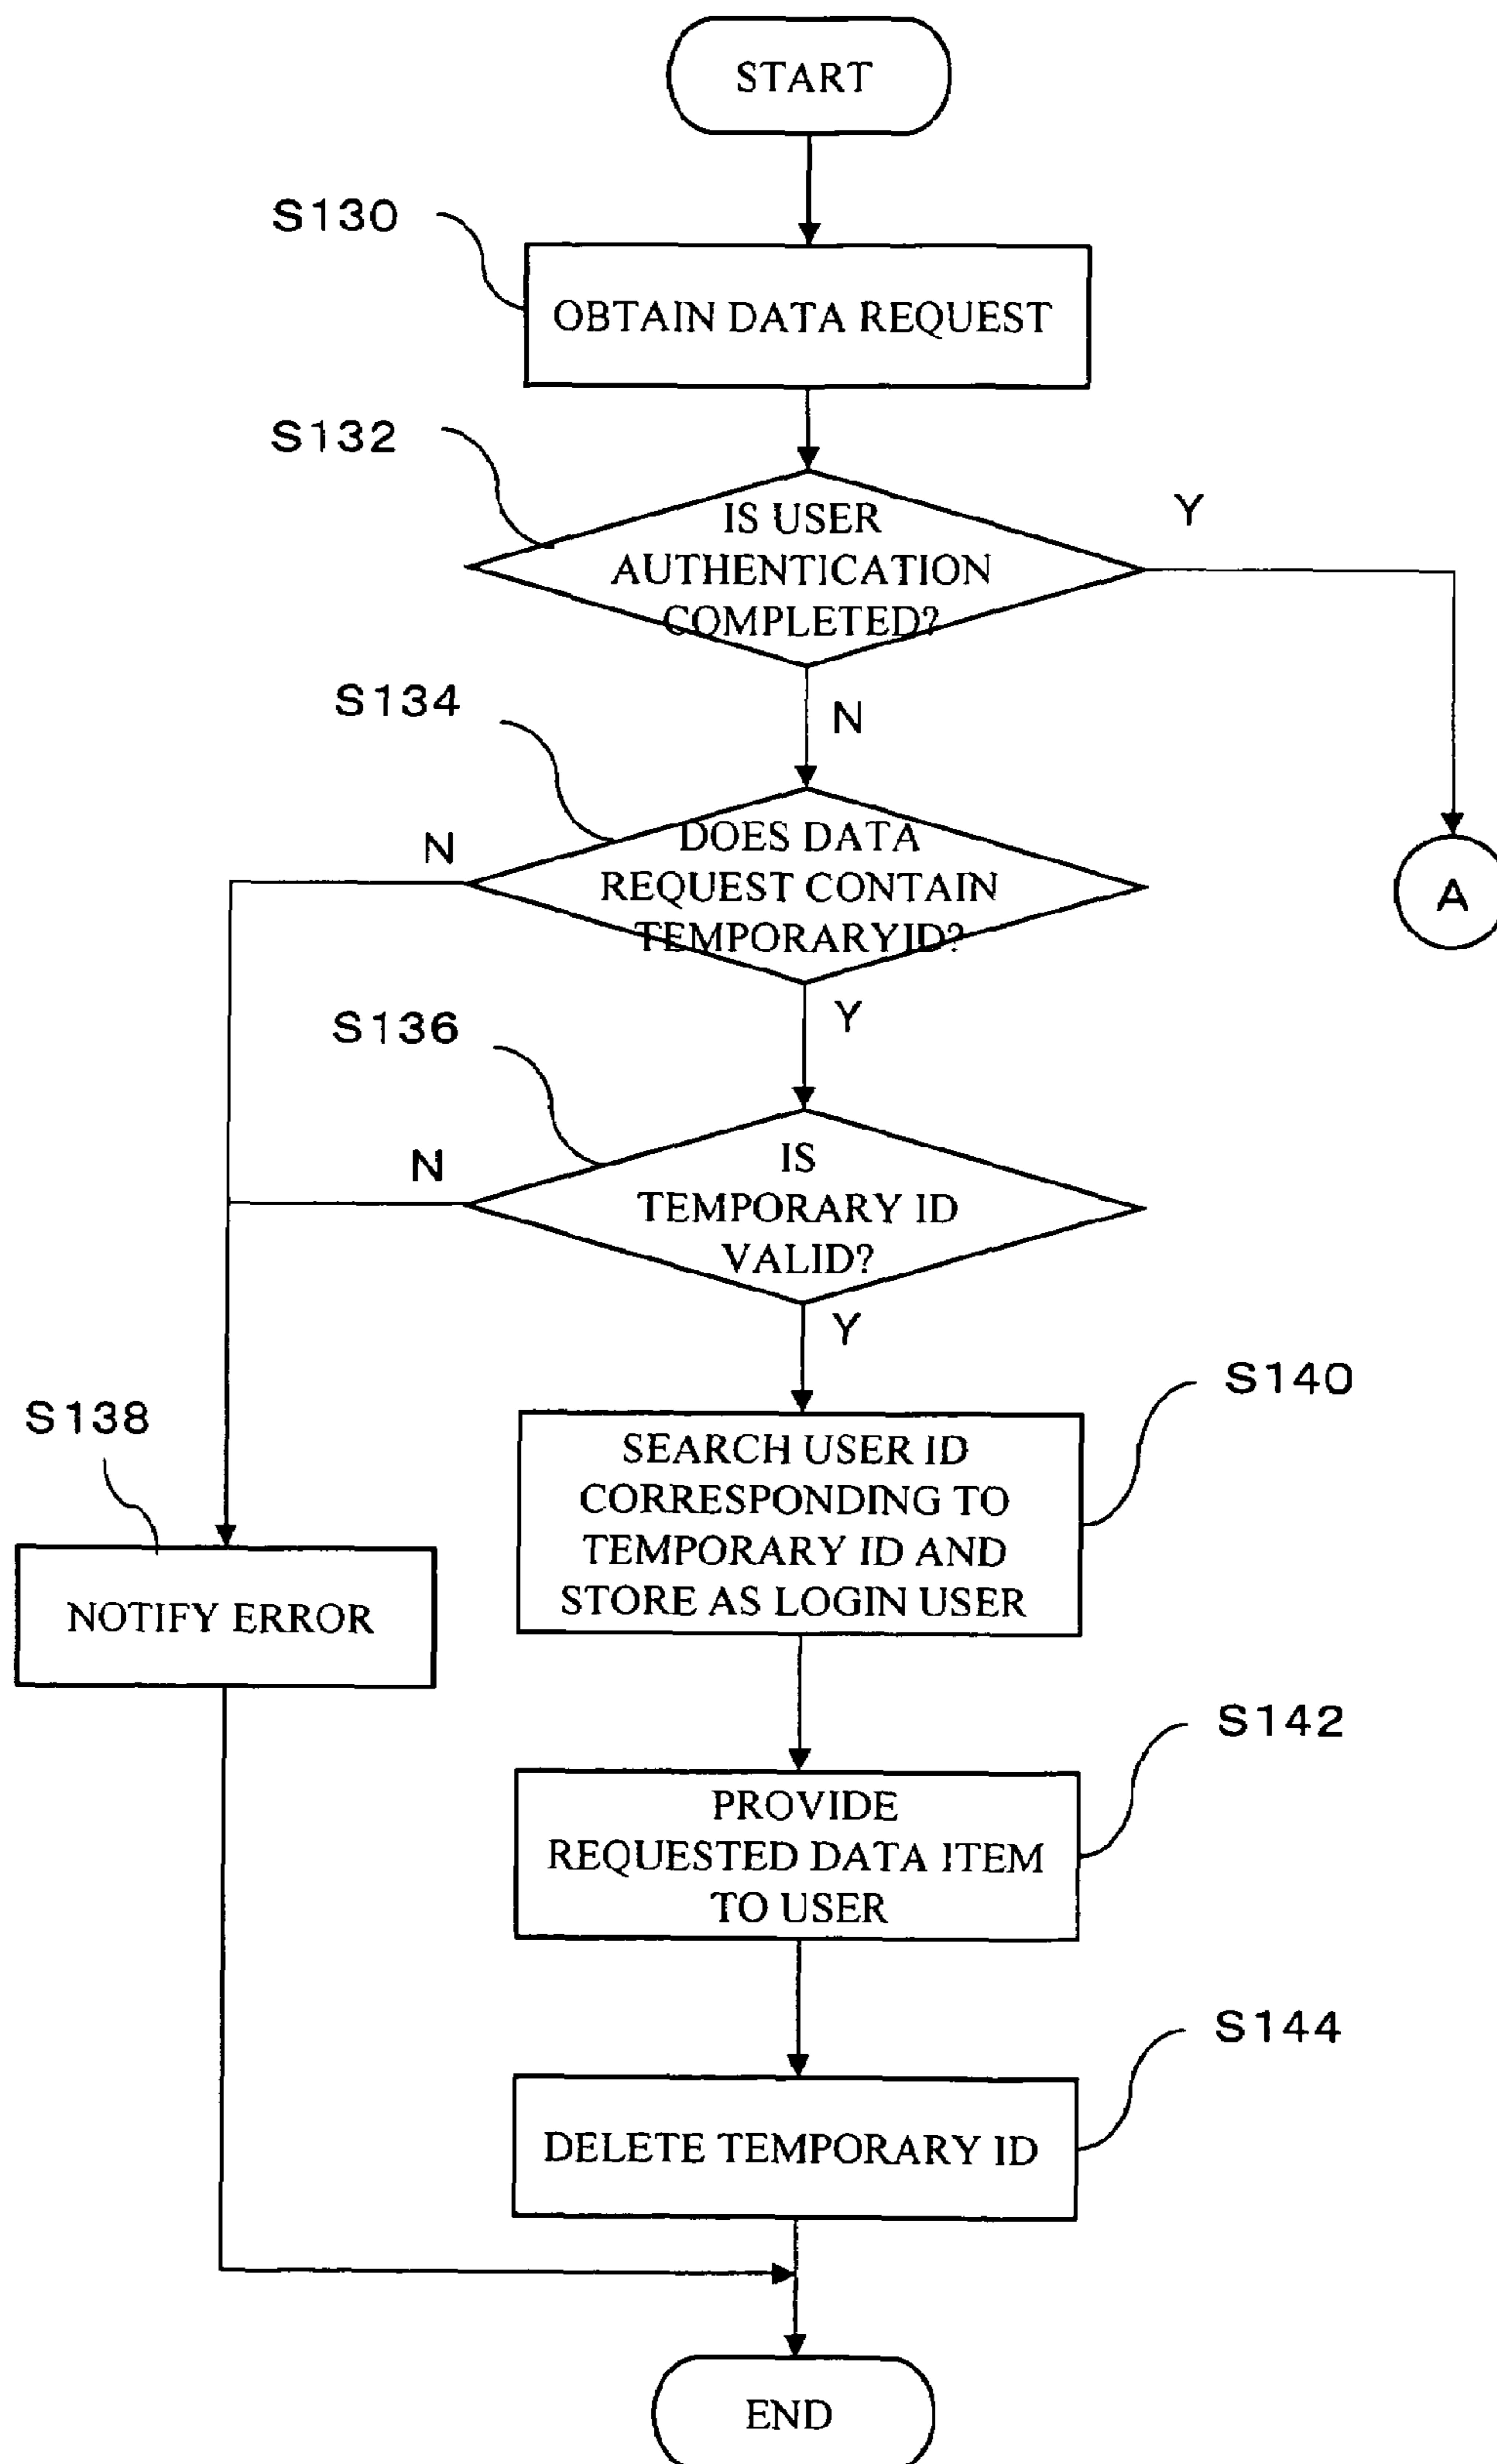 START
S130
OBTAIN DATA REQUEST
S132
IS USER
AUTHENTICATION
COMPLETED?
Y
N
S134
DOES DATA
REQUEST CONTAIN
TEMPORARYID?
N
A
Y
S136
IS
TEMPORARY ID
VALID?
N
Y
S140
SEARCH USER ID
CORRESPONDING TO
TEMPORARY ID AND
STORE AS LOGIN USER
S138
NOTIFY ERROR
S142
PROVIDE
REQUESTED DATA ITEM
TO USER
S144
DELETE TEMPORARY ID
END